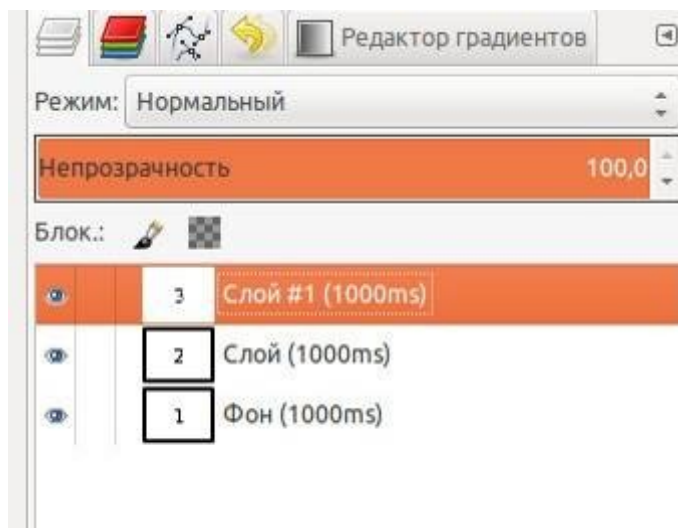 Редактор градиентов
Режим: Нормальный
Непрозрачность 100,0
Блок.:
3 Слой #1 (1000ms)
2 Слой (1000ms)
1 Фон (1000ms)